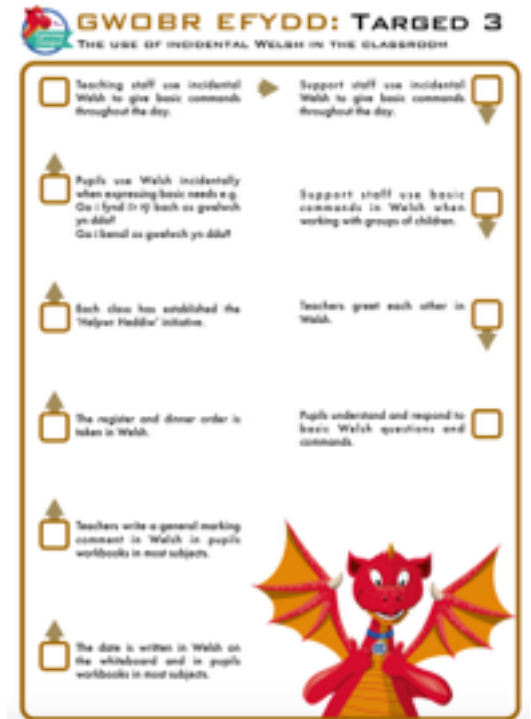 GWOBR EFYDD: TARGED 3
THE USE OF INCIDENTAL WELSH IN THE CLASSROOM
Teaching staff use incidental
Welsh to give basic commands
throughout the day.
Pupils use Welsh incidentally
when expressing basic needs e.g.
Ga i fynd i'r tŷ bach os gwelwch
yn dda?
Ga i bensil os gwelwch yn dda?
Each class has established the
'Helpwr Heddiw' initiative.
The register and dinner order is
taken in Welsh.
Teachers write a general marking
comment in Welsh in pupils
workbooks in most subjects.
The date is written in Welsh on
the whiteboard and in pupils
workbooks in most subjects.
Support staff use incidental
Welsh to give basic commands
throughout the day.
Support staff use basic
commands in Welsh when
working with groups of children.
Teachers greet each other in
Welsh.
Pupils understand and respond to
basic Welsh questions and
commands.